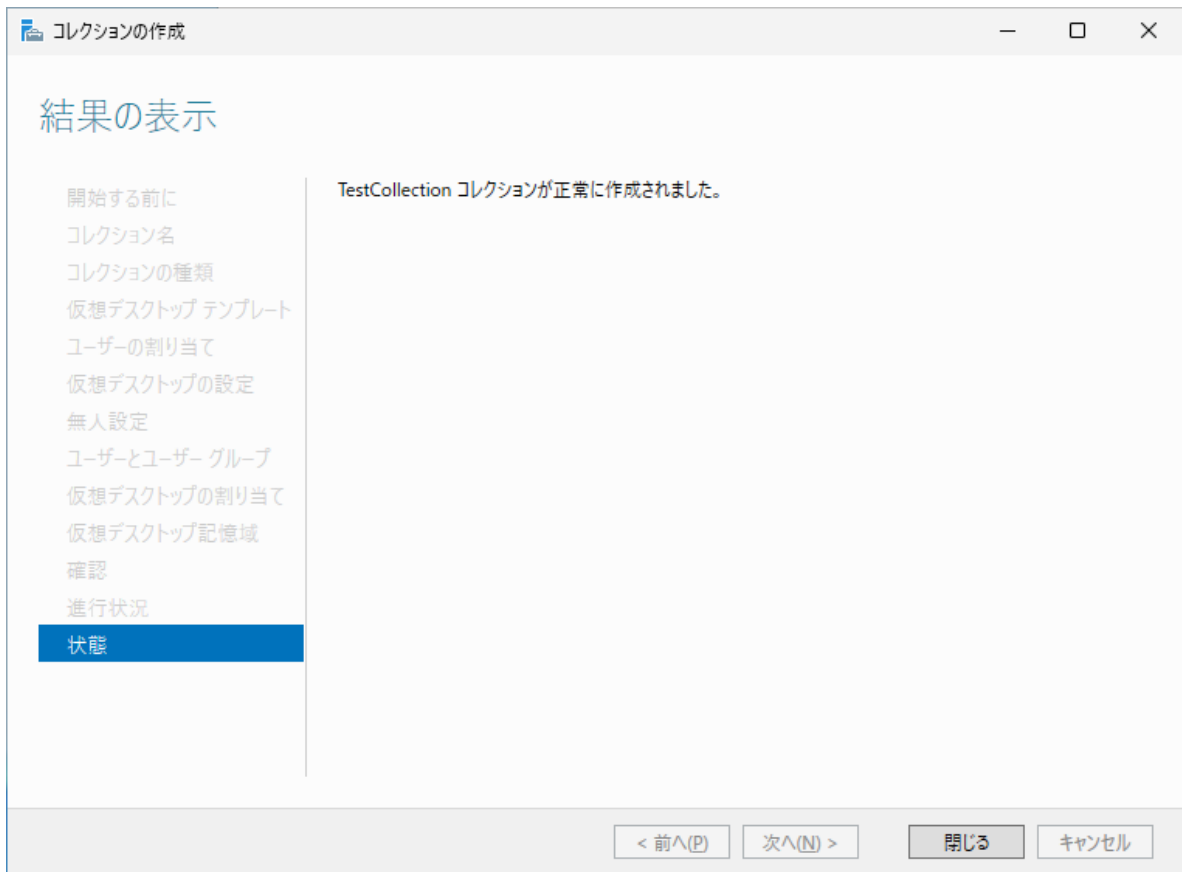 コレクションの作成
結果の表示
開始する前に
コレクション名
コレクションの種類
仮想デスクトップ テンプレート
ユーザーの割り当て
仮想デスクトップの設定
無人設定
ユーザーとユーザー グループ
仮想デスクトップの割り当て
仮想デスクトップ記憶域
確認
進行状況
状態
TestCollection コレクションが正常に作成されました。
< 前へ(P)
次へ(N) >
閉じる
キャンセル